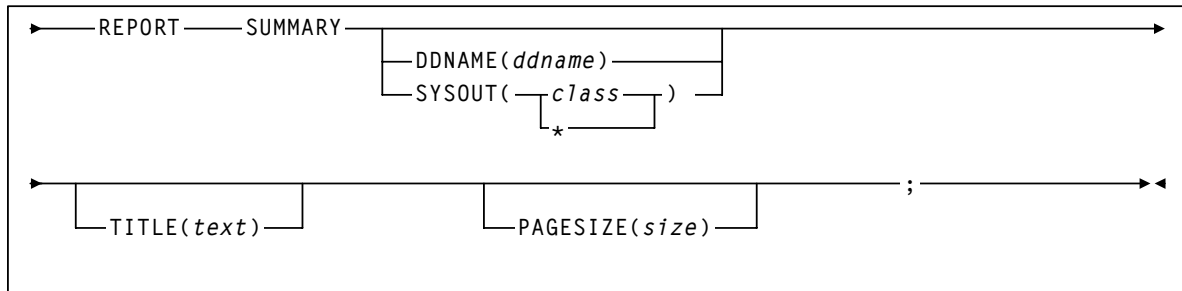 REPORT SUMMARY
DDNAME(ddname)
SYSOUT( class )
*
;
TITLE(text) PAGESIZE(size)